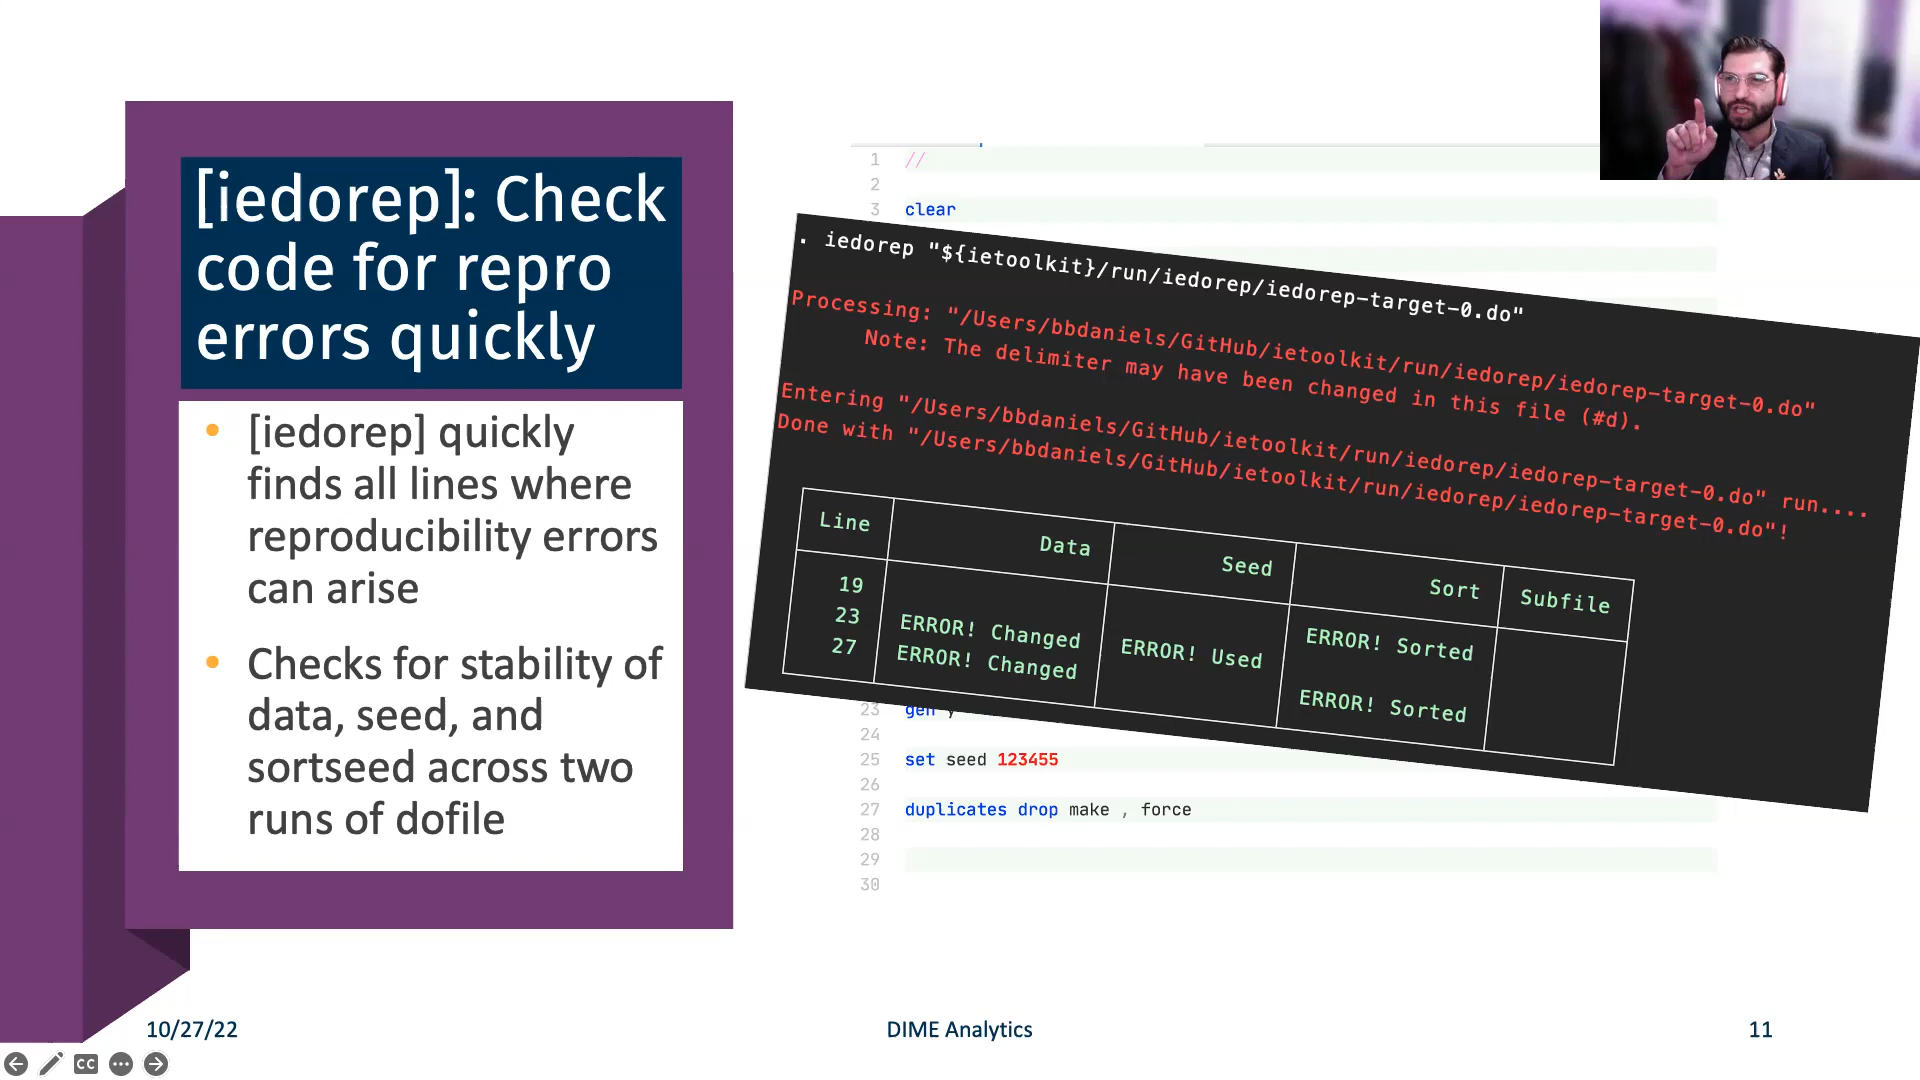 [iedorep]: Check
code for repro
errors quickly
• [iedorep] quickly
finds all lines where
reproducibility errors
can arise
• Checks for stability of
data, seed, and
sortseed across two
runs of dofile
1 //
2
3 clear
. iedorep "${ietoolkit}/run/iedorep/iedorep-target-0.do"
Processing: "/Users/bbdaniels/GitHub/ietoolkit/run/iedorep/iedorep-target-0.do"
Note: The delimiter may have been changed in this file (#d).
Entering "/Users/bbdaniels/GitHub/ietoolkit/run/iedorep/iedorep-target-0.do" run....
Done with "/Users/bbdaniels/GitHub/ietoolkit/run/iedorep/iedorep-target-0.do"!
Line Data Seed Sort Subfile
19 ERROR! Sorted
23 ERROR! Changed ERROR! Used
27 ERROR! Changed ERROR! Sorted
23 gen y
24
25 set seed 123455
26
27 duplicates drop make , force
28
29
30
10/27/22
DIME Analytics
11
CC